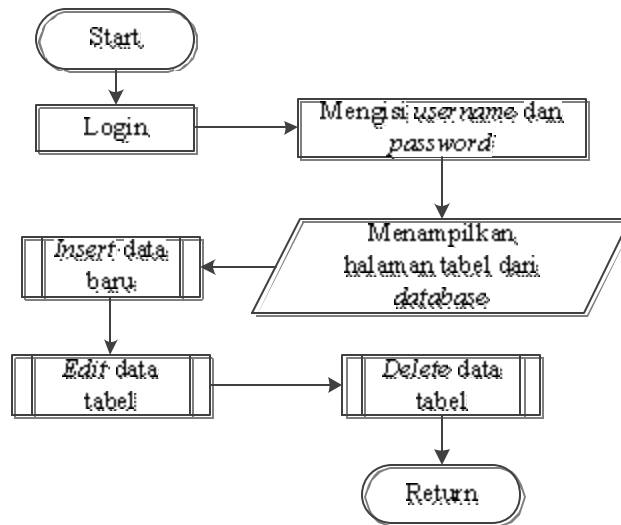 Start
Login
Mengisi username dan
password
Menampilkan
halaman tabel dari
database
Insert data
baru
Edit data
tabel
Delete data
tabel
Return